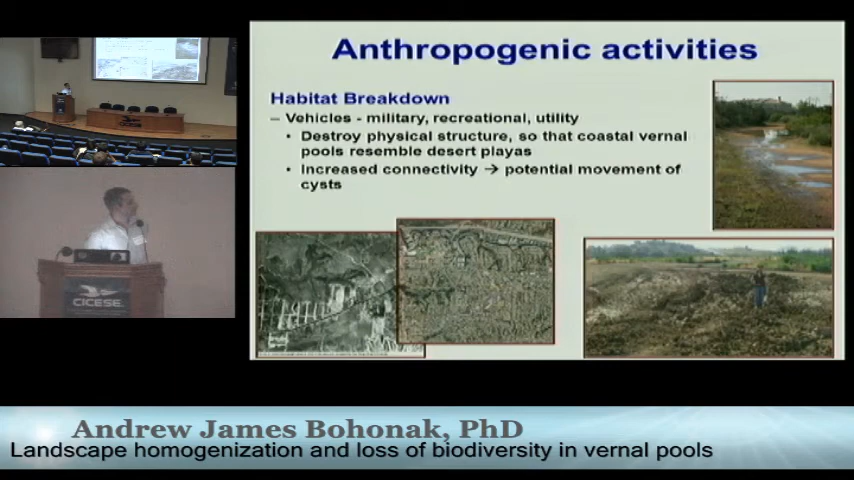 Anthropogenic activities
Habitat Breakdown
– Vehicles - military, recreational, utility
• Destroy physical structure, so that coastal vernal
pools resemble desert playas
• Increased connectivity → potential movement of
cysts
CICESE
Andrew James Bohonak, PhD
Landscape homogenization and loss of biodiversity in vernal pools